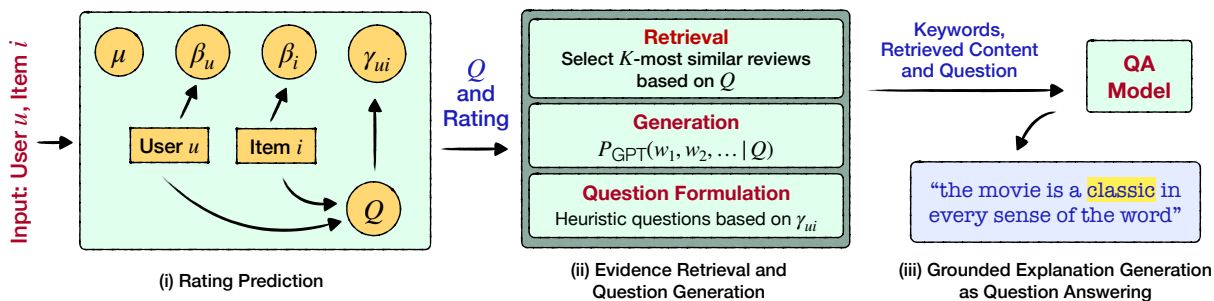 Input: User u, Item i
μ
β_u
β_i
γ_ui
User u
Item i
Q
(i) Rating Prediction
Q
and
Rating
Retrieval
Select K-most similar reviews
based on Q
Generation
P_GPT(w_1, w_2, … | Q)
Question Formulation
Heuristic questions based on γ_ui
(ii) Evidence Retrieval and
Question Generation
Keywords,
Retrieved Content
and Question
QA
Model
“the movie is a classic in
every sense of the word”
(iii) Grounded Explanation Generation
as Question Answering